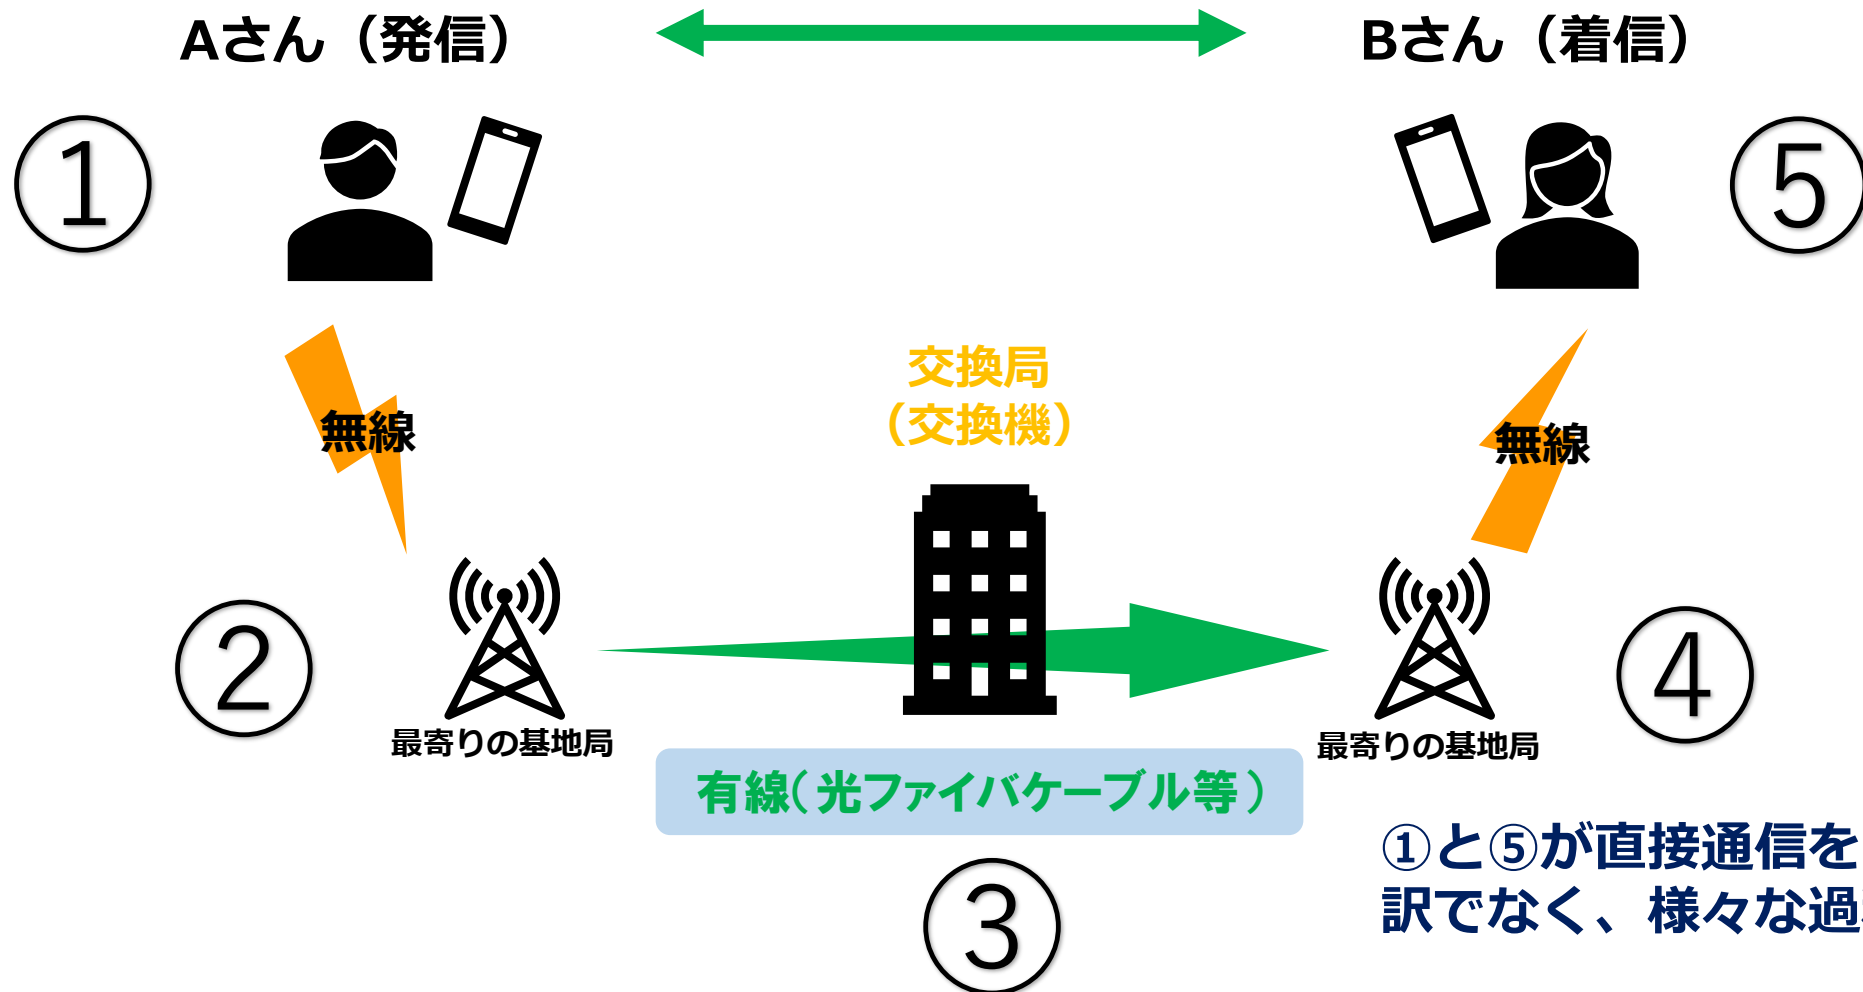 Aさん（発信）
Bさん（着信）
①
⑤
交換局
（交換機）
無線
無線
②
④
最寄りの基地局
最寄りの基地局
有線（光ファイバケーブル等）
①と⑤が直接通信を
訳でなく、様々な過
③